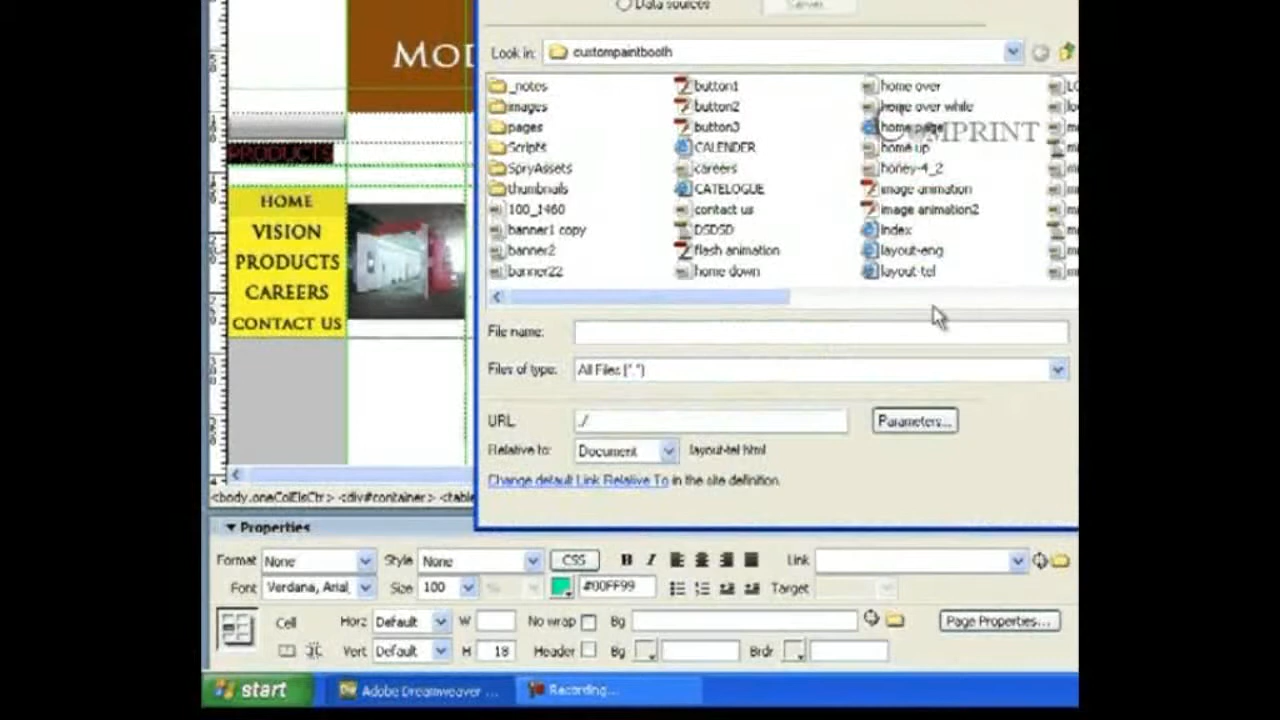 Data sources
Server...
MOD
Look in: custompaintbooth
_notes
images
pages
Scripts
SpryAssets
thumbnails
100_1460
banner1 copy
banner2
banner22
button1
button2
button3
CALENDER
careers
CATELOGUE
contact us
DSDSD
flash animation
home down
home over
home over while
home page
home up
honey-4_2
image animation
image animation2
index
layout-eng
layout-tel
COMPRINT
PRODUCTS
HOME
VISION
PRODUCTS
CAREERS
CONTACT US
File name:
Files of type: All Files (*.*)
URL: ./ Parameters...
Relative to: Document layout-tel.html
Change default Link Relative To in the site definition.
<body.oneColElsCtr> <div#container> <table
Properties
Format None Style None CSS B I Link
Font Verdana, Arial, Size 100 % #00FF99 Target
Cell Horz Default W No wrap Bg Page Properties...
Vert Default H 18 Header Bg Brdr
start Adobe Dreamweaver ... Recording...